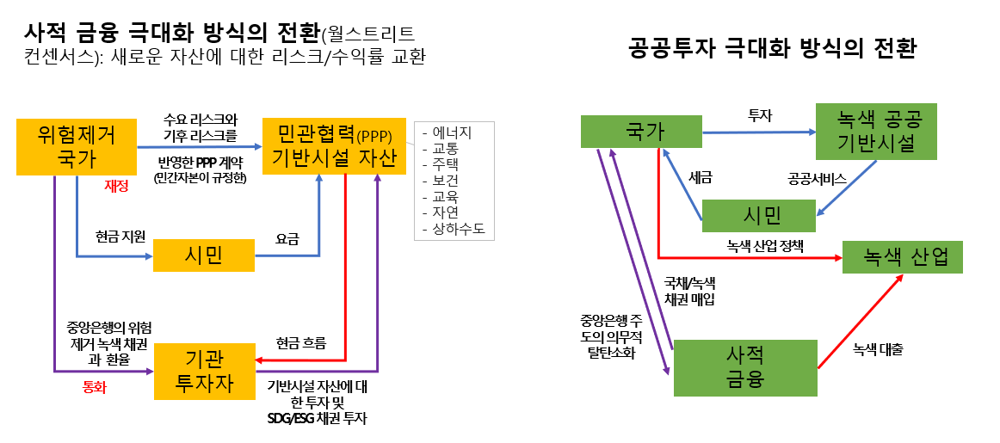 사적 금융 극대화 방식의 전환(월스트리트
컨센서스): 새로운 자산에 대한 리스크/수익률 교환
위험제거
국가
수요 리스크와
기후 리스크를
반영한 PPP 계약
(민간자본이 규정한)
재정
민관협력(PPP)
기반시설 자산
- 에너지
- 교통
- 주택
- 보건
- 교육
- 자연
- 상하수도
현금 지원
시민
요금
중앙은행의 위험
제거 녹색 채권
과 환율
통화
기관
투자자
현금 흐름
기반시설 자산에 대
한 투자 및
SDG/ESG 채권 투자
공공투자 극대화 방식의 전환
국가
투자
녹색 공공
기반시설
세금
공공서비스
시민
녹색 산업 정책
녹색 산업
국채/녹색
채권 매입
중앙은행 주
도의 의무적
탈탄소화
사적
금융
녹색 대출